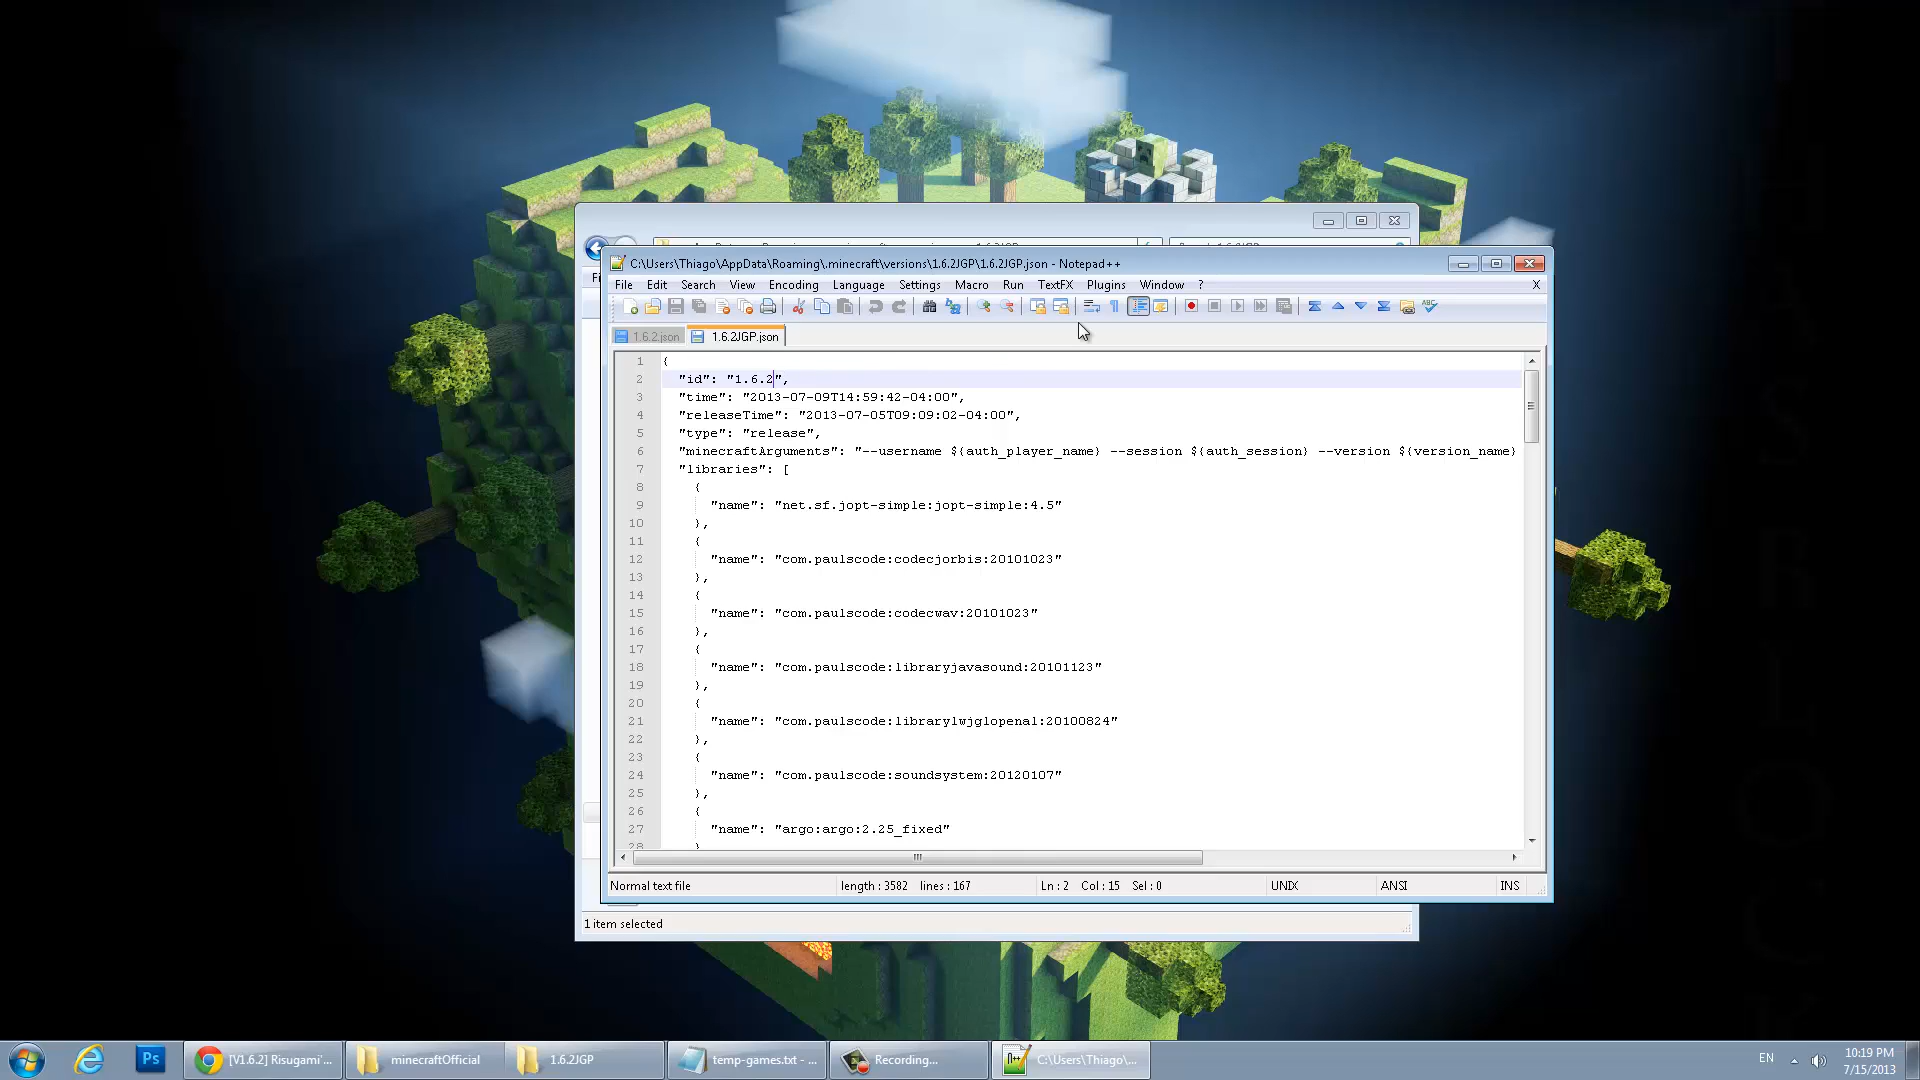 C:\Users\Thiago\AppData\Roaming\.minecraft\versions\1.6.2JGP\1.6.2JGP.json - Notepad++
File Edit Search View Encoding Language Settings Macro Run TextFX Plugins Window ? X
1.6.2.json 1.6.2JGP.json
1 {
2 "id": "1.6.2",
3 "time": "2013-07-09T14:59:42-04:00",
4 "releaseTime": "2013-07-05T09:09:02-04:00",
5 "type": "release",
6 "minecraftArguments": "--username ${auth_player_name} --session ${auth_session} --version ${version_name}
7 "libraries": [
8 {
9 "name": "net.sf.jopt-simple:jopt-simple:4.5"
10 },
11 {
12 "name": "com.paulscode:codecjorbis:20101023"
13 },
14 {
15 "name": "com.paulscode:codecwav:20101023"
16 },
17 {
18 "name": "com.paulscode:libraryjavasound:20101123"
19 },
20 {
21 "name": "com.paulscode:librarylwjglopenal:20100824"
22 },
23 {
24 "name": "com.paulscode:soundsystem:20120107"
25 },
26 {
27 "name": "argo:argo:2.25_fixed"
28 }
Normal text file length : 3582 lines : 167 Ln : 2 Col : 15 Sel : 0 UNIX ANSI INS
1 item selected
Ps [V1.6.2] Risugami'... minecraftOfficial 1.6.2JGP temp-games.txt - ... Recording... C:\Users\Thiago\... EN 10:19 PM
7/15/2013